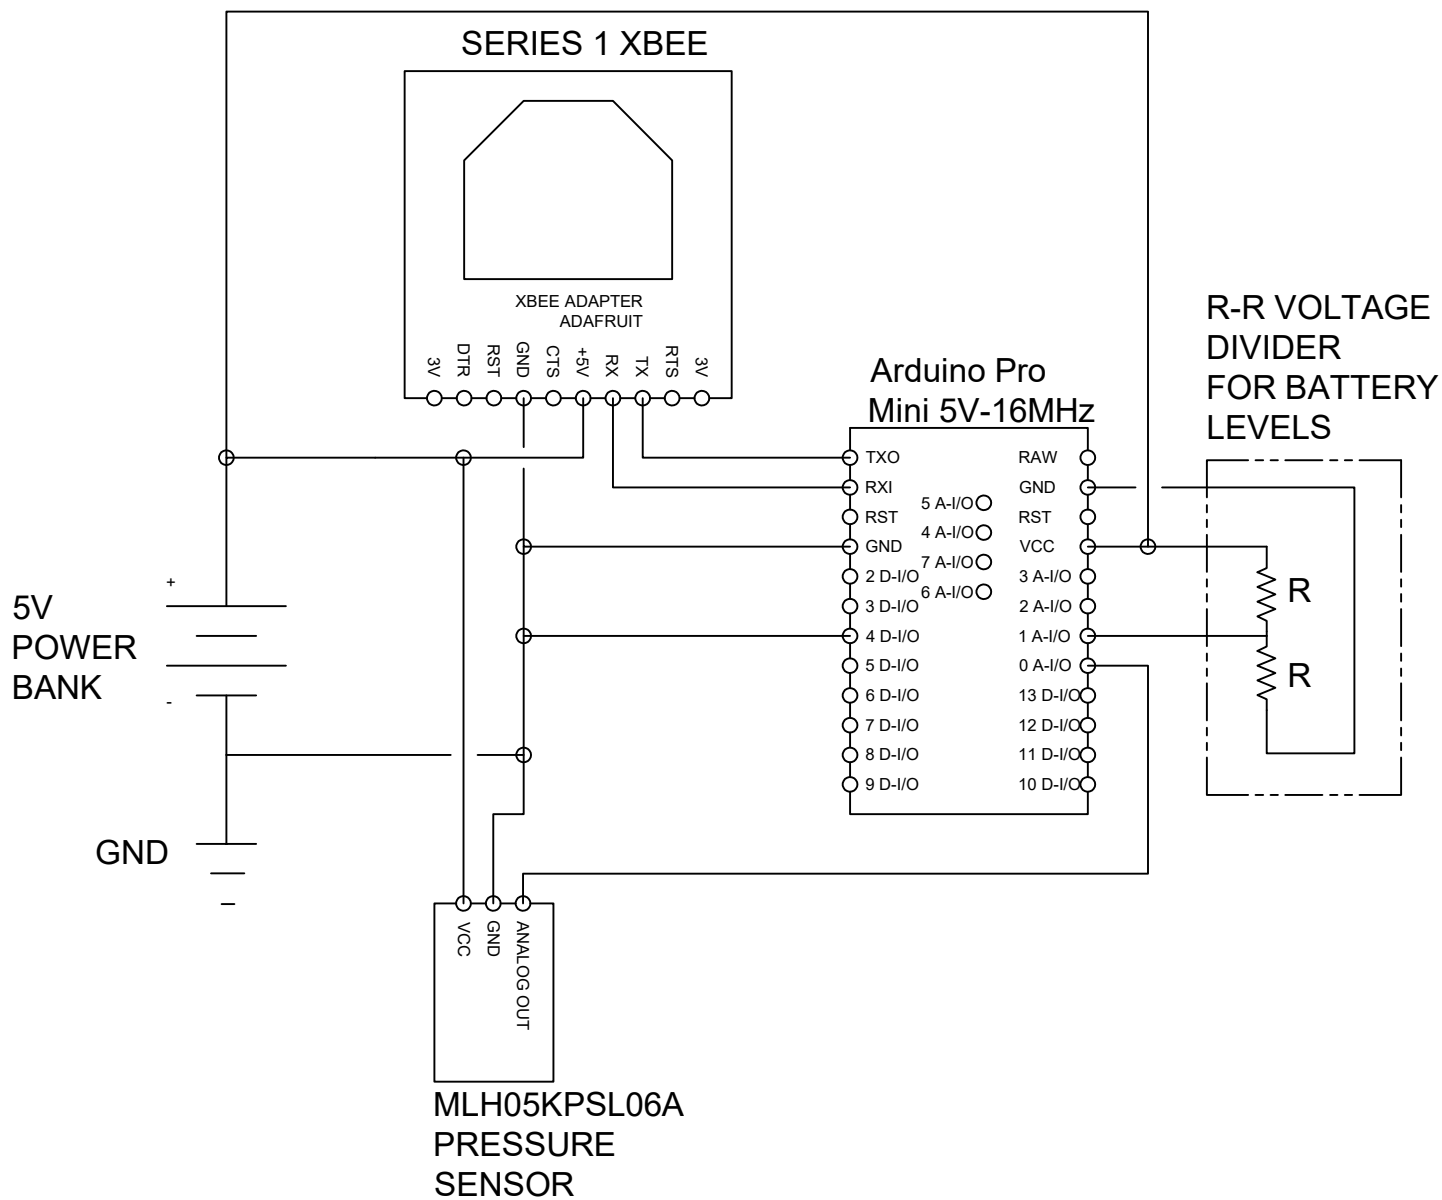 SERIES 1 XBEE
XBEE ADAPTER
ADAFRUIT
3V
DTR
RST
GND
CTS
+5V
RX
TX
RTS
3V
R-R VOLTAGE
DIVIDER
FOR BATTERY
LEVELS
Arduino Pro
Mini 5V-16MHz
TXO
RXI
RST
GND
2 D-I/O
3 D-I/O
4 D-I/O
5 D-I/O
6 D-I/O
7 D-I/O
8 D-I/O
9 D-I/O
5 A-I/O
4 A-I/O
7 A-I/O
6 A-I/O
RAW
GND
RST
VCC
3 A-I/O
2 A-I/O
1 A-I/O
0 A-I/O
13 D-I/O
12 D-I/O
11 D-I/O
10 D-I/O
R
R
+
5V
POWER
BANK
-
GND
VCC
GND
ANALOG OUT
MLH05KPSL06A
PRESSURE
SENSOR